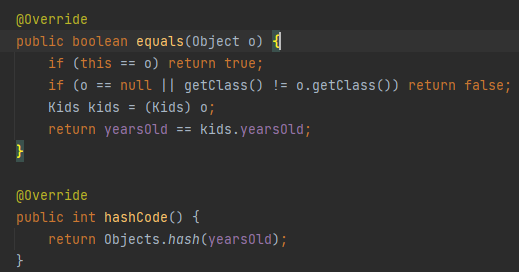 @Override
public boolean equals(Object o) {
if (this == o) return true;
if (o == null || getClass() != o.getClass()) return false;
Kids kids = (Kids) o;
return yearsOld == kids.yearsOld;
}
@Override
public int hashCode() {
return Objects.hash(yearsOld);
}